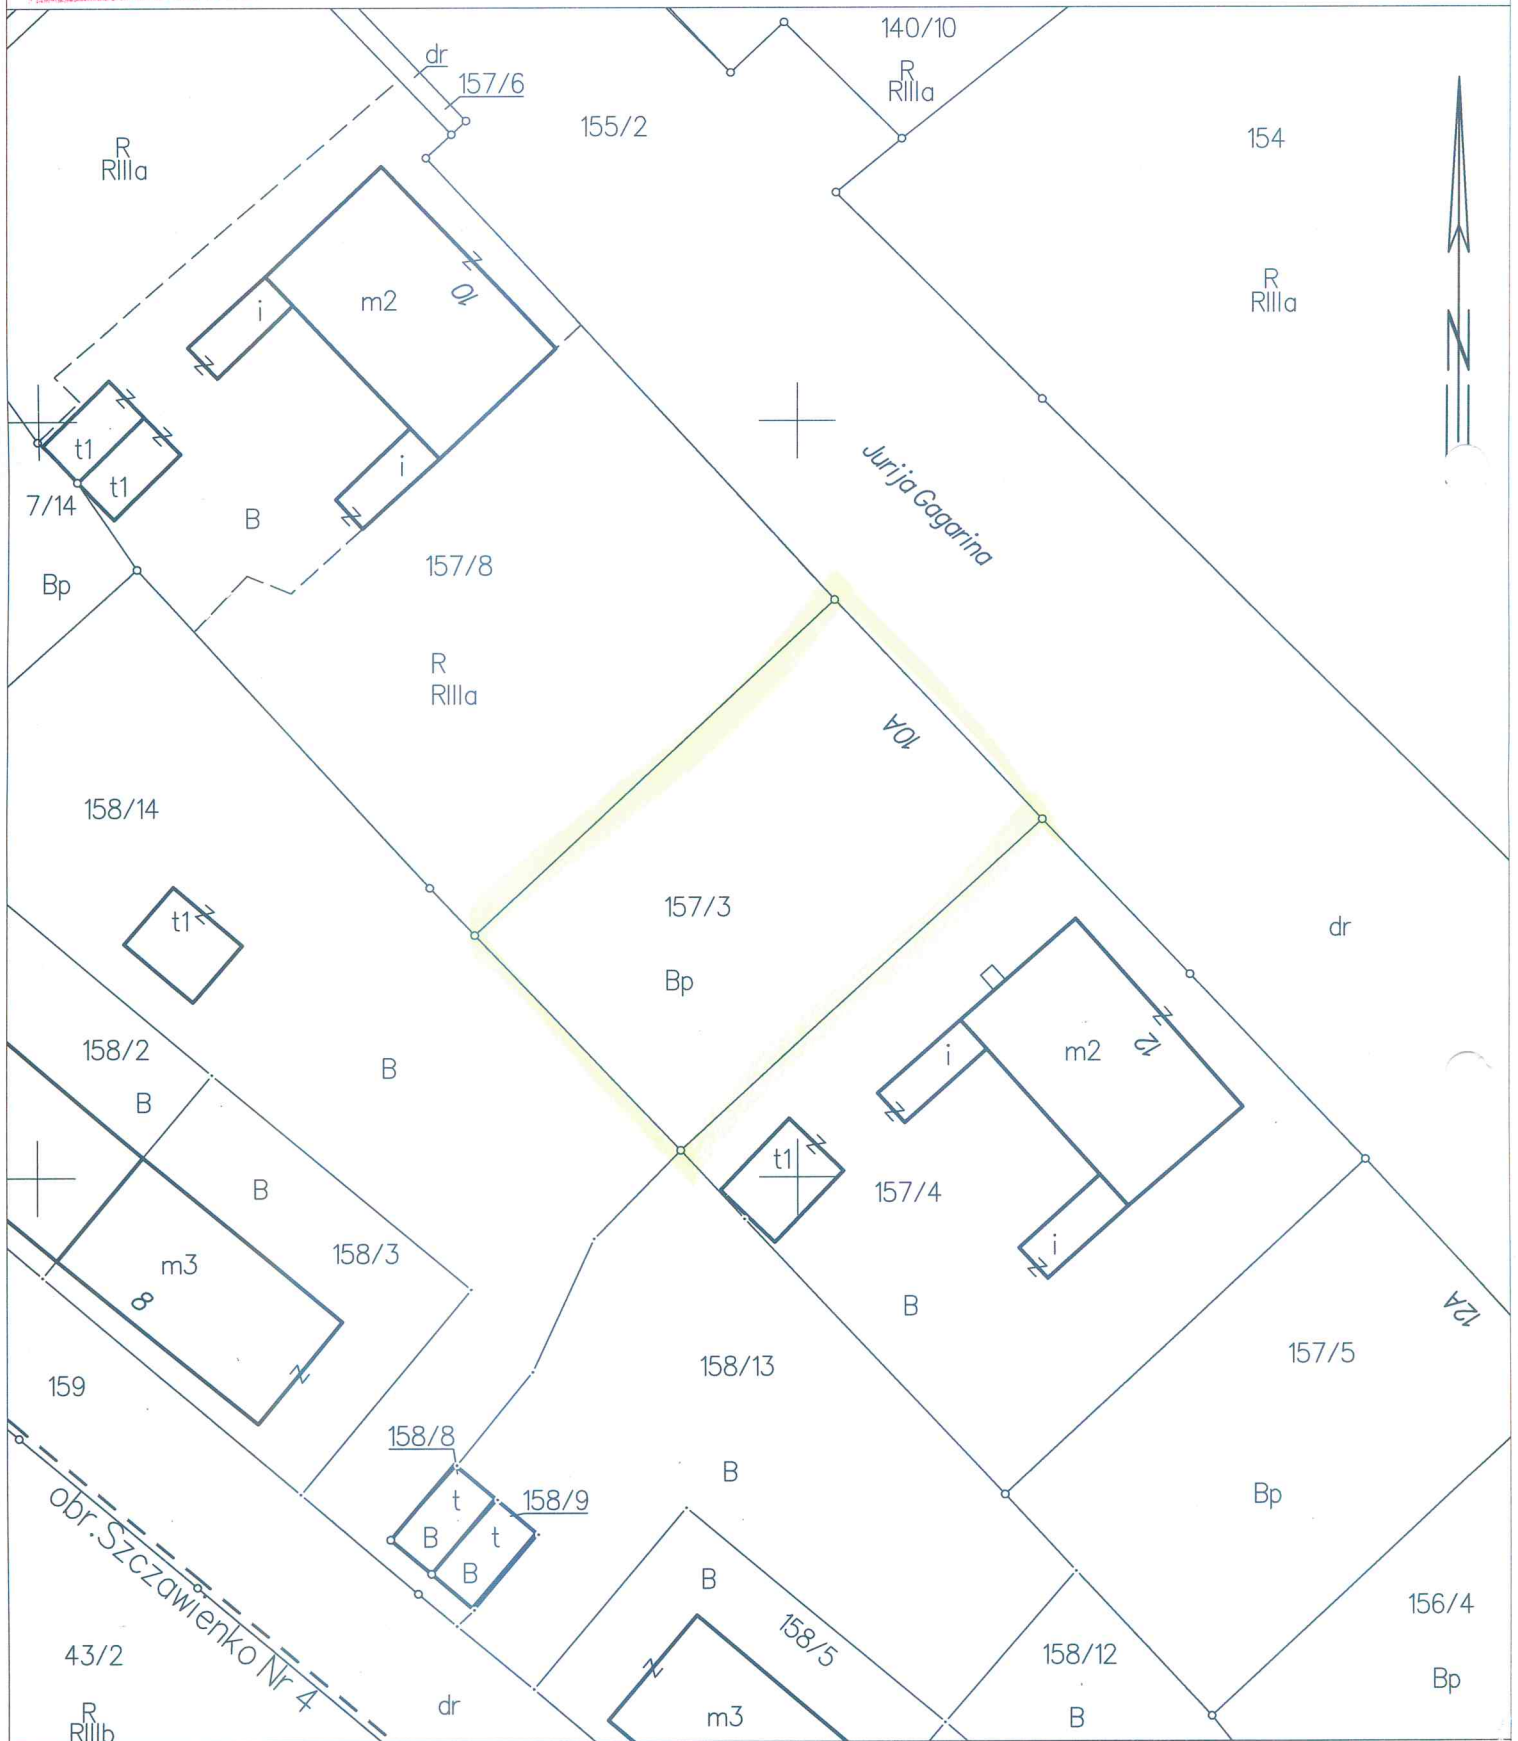 dr
157/6
140/10
R
RIIIa
155/2
154
R
RIIIa
R
RIIIa
N
10
m2
i
i
t1
t1
7/14
Bp
B
Jurija Gagarina
157/8
R
RIIIa
10A
158/14
t1
157/3
Bp
dr
158/2
B
B
B
m2
12
i
i
t1
157/4
B
m3
8
158/3
12A
157/5
Bp
159
158/13
B
158/8
158/9
t
t
B
B
obr. Szczawienko Nr 4
43/2
R
RIIIb
dr
B
158/5
m3
158/12
B
156/4
Bp